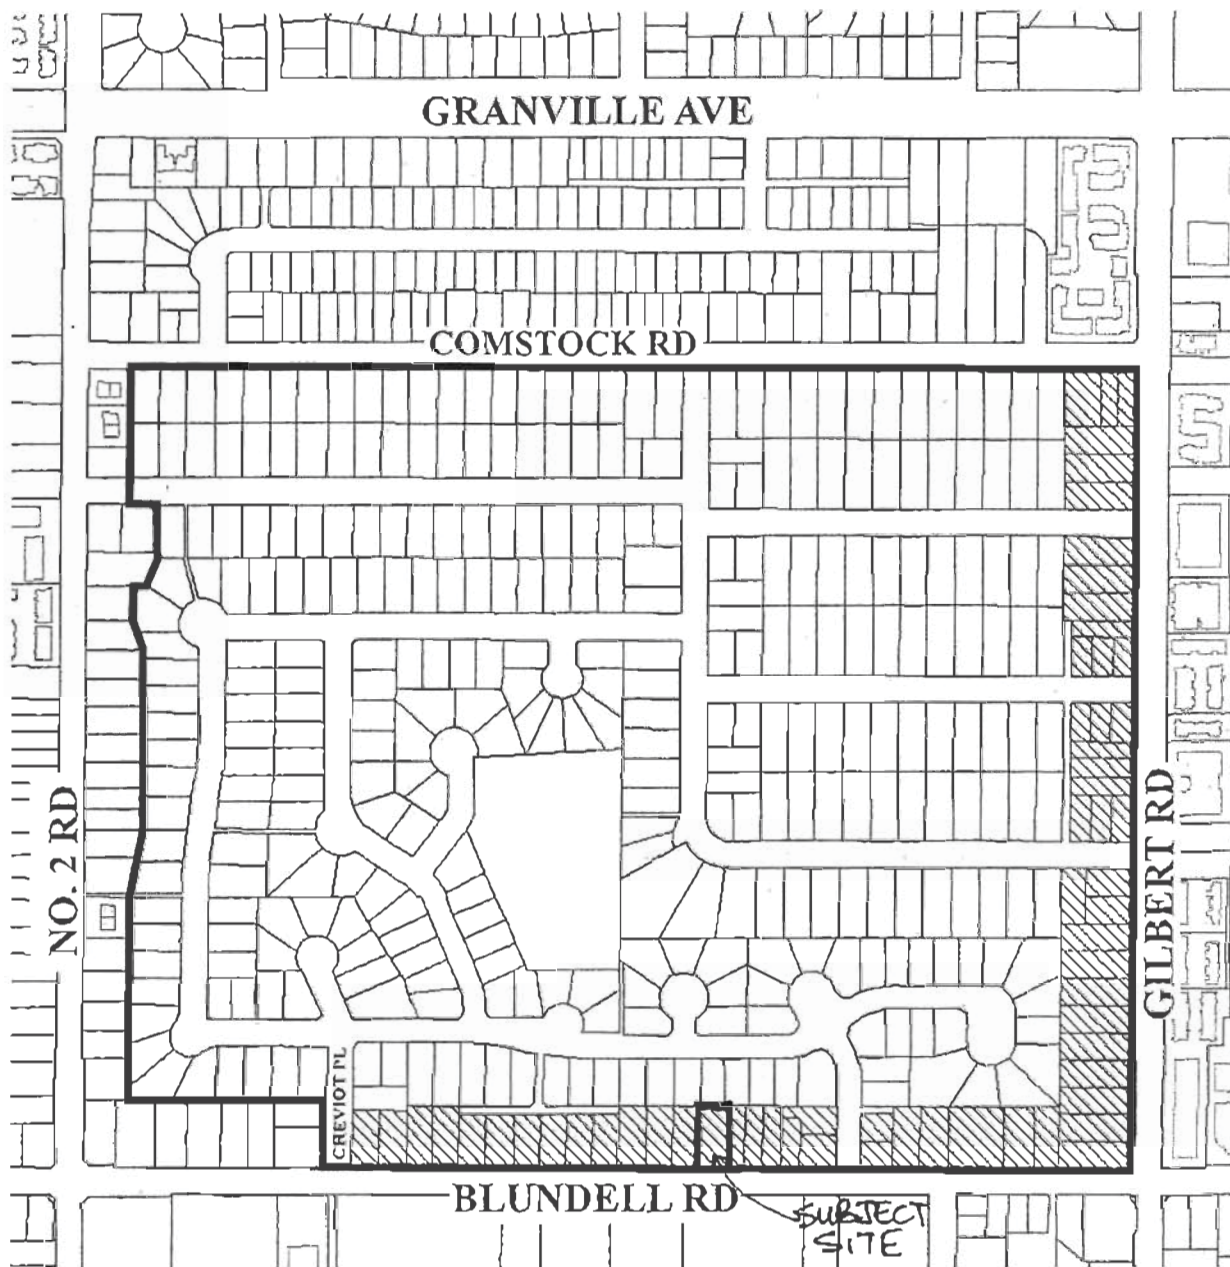 GRANVILLE AVE
COMSTOCK RD
NO. 2 RD
GILBERT RD
CREVIOT PL
BLUNDELL RD
SUBJECT
SITE